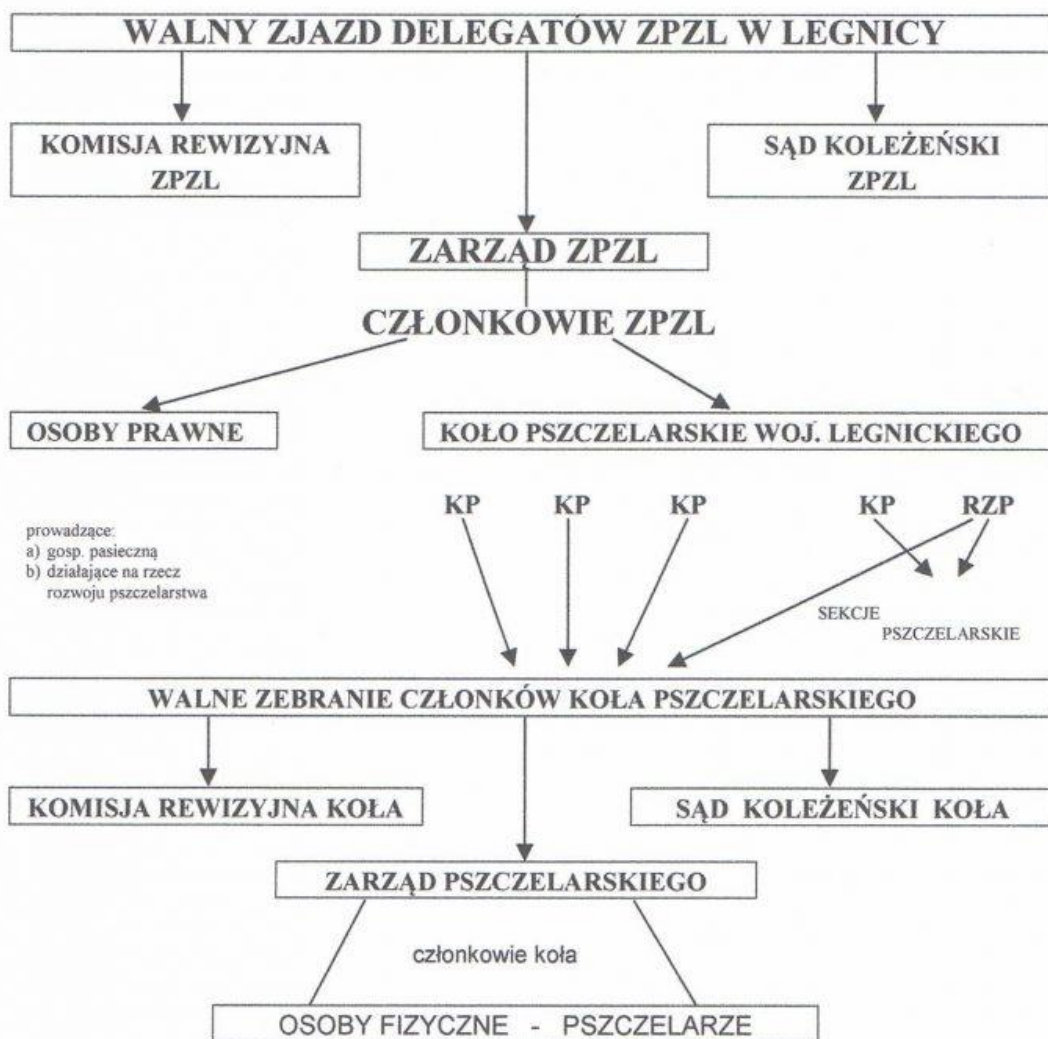 WALNY ZJAZD DELEGATÓW ZPZL W LEGNICY
KOMISJA REWIZYJNA
ZPZL
SĄD KOLEŻEŃSKI
ZPZL
ZARZĄD ZPZL
CZŁONKOWIE ZPZL
OSOBY PRAWNE
KOŁO PSZCZELARSKIE WOJ. LEGNICKIEGO
prowadzące:
a) gosp. pasieczną
b) działające na rzecz
rozwoju pszczelarstwa
KP KP KP KP RZP
SEKCJE
PSZCZELARSKIE
WALNE ZEBRANIE CZŁONKÓW KOŁA PSZCZELARSKIEGO
KOMISJA REWIZYJNA KOŁA
SĄD KOLEŻEŃSKI KOŁA
ZARZĄD PSZCZELARSKIEGO
członkowie koła
OSOBY FIZYCZNE - PSZCZELARZE